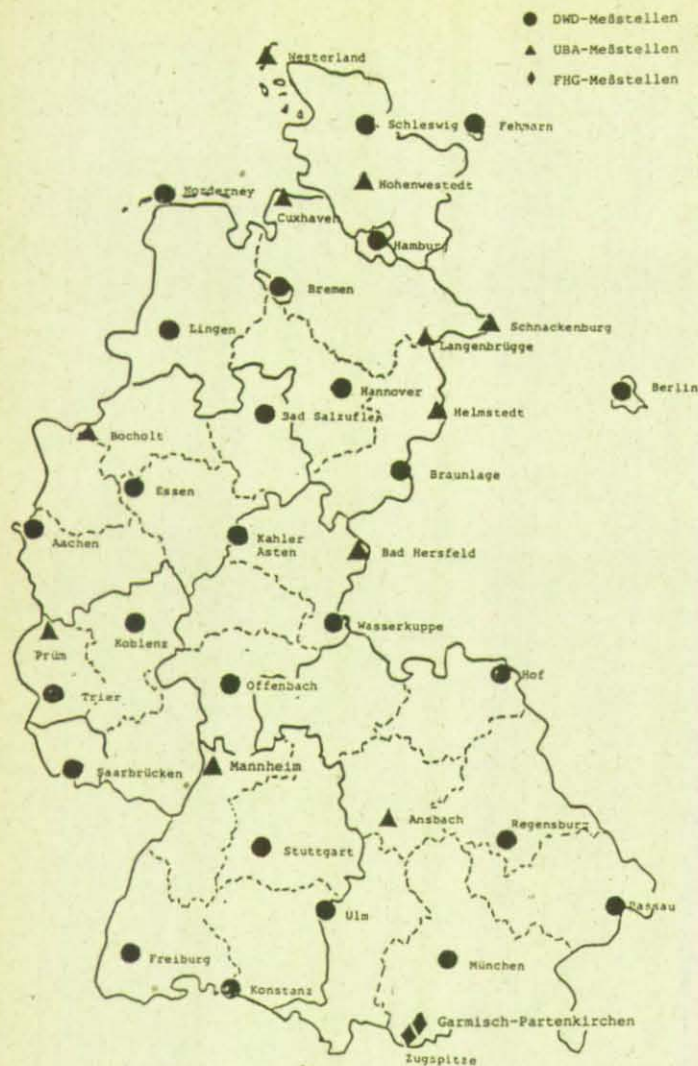 ● DWD-Meßstellen
▲ UBA-Meßstellen
♦ FHG-Meßstellen
Westerland
Schleswig
Fehmarn
Hohenwestedt
Norderney
Cuxhaven
Hamburg
Bremen
Schnackenburg
Lingen
Langenbrügge
Hannover
Berlin
Bad Salzuflen
Helmstedt
Bocholt
Braunlage
Essen
Kahler
Asten
Aachen
Bad Hersfeld
Wasserkuppe
Koblenz
Prüm
Hof
Offenbach
Trier
Mannheim
Saarbrücken
Ansbach
Regensburg
Stuttgart
Passau
Ulm
Freiburg
München
Konstanz
Garmisch-Partenkirchen
Zugspitze